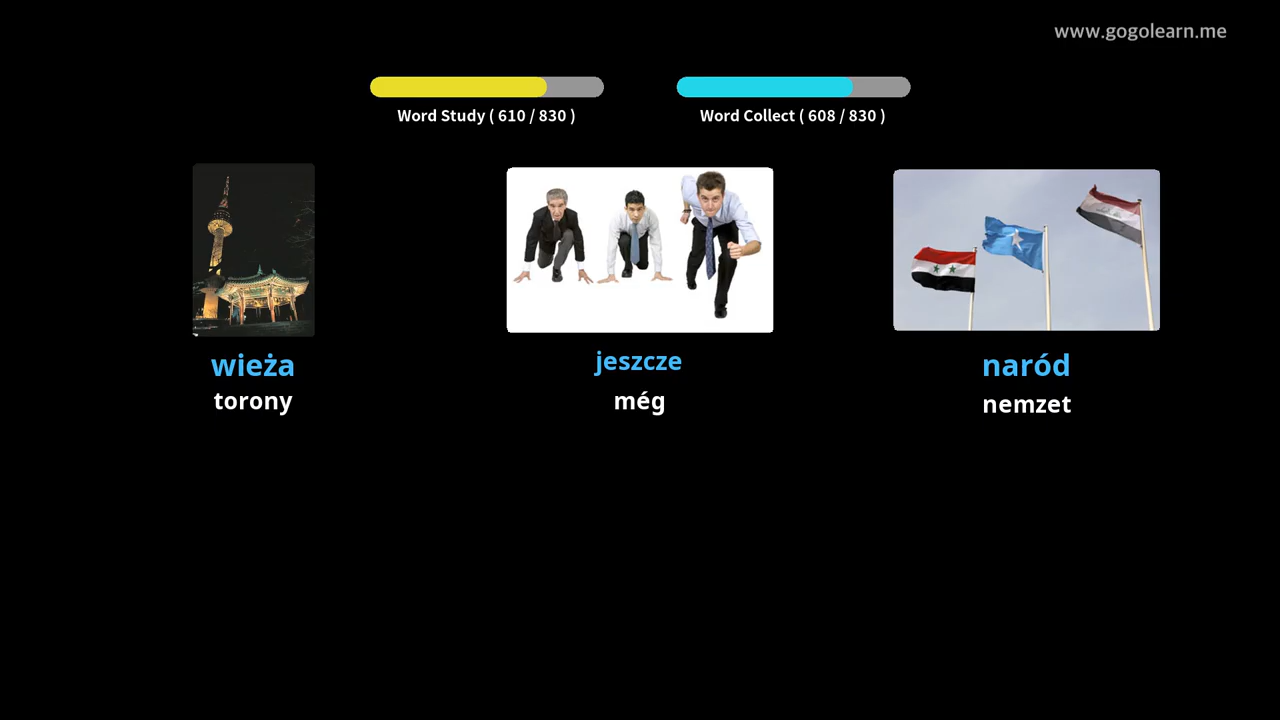 www.gogolearn.me
Word Study ( 610 / 830 )
Word Collect ( 608 / 830 )
wieża
torony
jeszcze
még
naród
nemzet